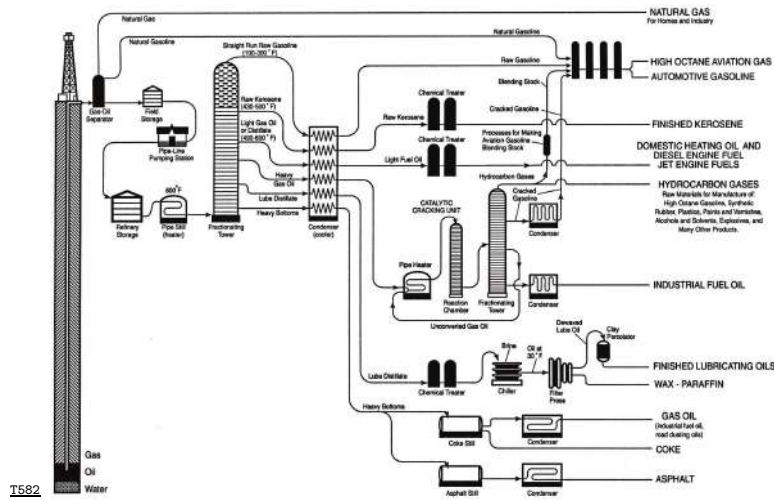 Natural Gas
NATURAL GAS
For Homes and Industry
Natural Gasoline
Natural Gasoline
Straight Run Raw Gasoline
(100-300°F)
Raw Gasoline
Blending Stock
HIGH OCTANE AVIATION GAS
AUTOMOTIVE GASOLINE
Gas-Oil
Separator
Field
Storage
Raw Kerosene
Light Gas Oil
or Distillate
Chemical Treater
Cracked Gasoline
Raw Kerosene
FINISHED KEROSENE
Pipe-Line
Pumping Station
Chemical Treater
Processes for Making
Aviation Gasoline
Blending Stock
Light Fuel Oil
DOMESTIC HEATING OIL AND
DIESEL ENGINE FUEL
JET ENGINE FUELS
Heavy
Gas Oil
Hydrocarbon Gases
HYDROCARBON GASES
Raw Materials for Manufacture of:
High Octane Gasoline, Synthetic
Rubber, Plastics, Paints and Varnishes,
Alcohols and Solvents, Explosives, and
Many Other Products.
Lube Distillate
Heavy Bottoms
Refinery
Storage
Pipe Still
(heater)
Fractionating
Tower
Condenser
(cooler)
CATALYTIC
CRACKING UNIT
Cracked
Gasoline
Condenser
Pipe Heater
Reaction
Chamber
Fractionating
Tower
Condenser
INDUSTRIAL FUEL OIL
Unconverted Gas Oil
Dewaxed
Lube Oil
Clay
Percolator
Brine
Oil at
Lube Distillate
Chemical Treater
Chiller
Filter
Press
FINISHED LUBRICATING OILS
WAX - PARAFFIN
Heavy Bottoms
Coke Still
Condenser
GAS OIL
(industrial fuel oil,
road dusting oils)
COKE
Asphalt Still
Condenser
ASPHALT
Gas
Oil
Water
T582